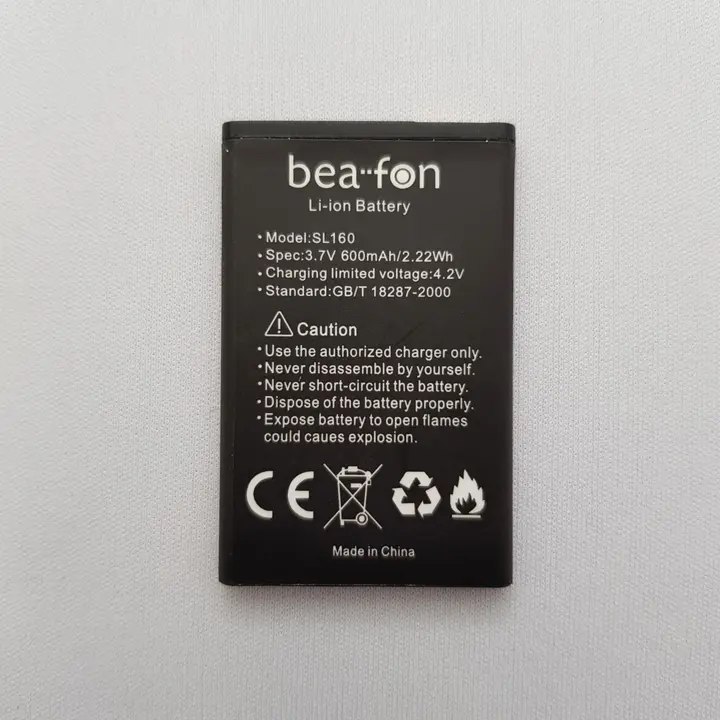 bea-fon
Li-ion Battery
• Model:SL160
• Spec:3.7V 600mAh/2.22Wh
• Charging limited voltage:4.2V
• Standard:GB/T 18287-2000
Caution
• Use the authorized charger only.
• Never disassemble by yourself.
• Never short-circuit the battery.
• Dispose of the battery properly.
• Expose battery to open flames
could caues explosion.
CE
Made in China